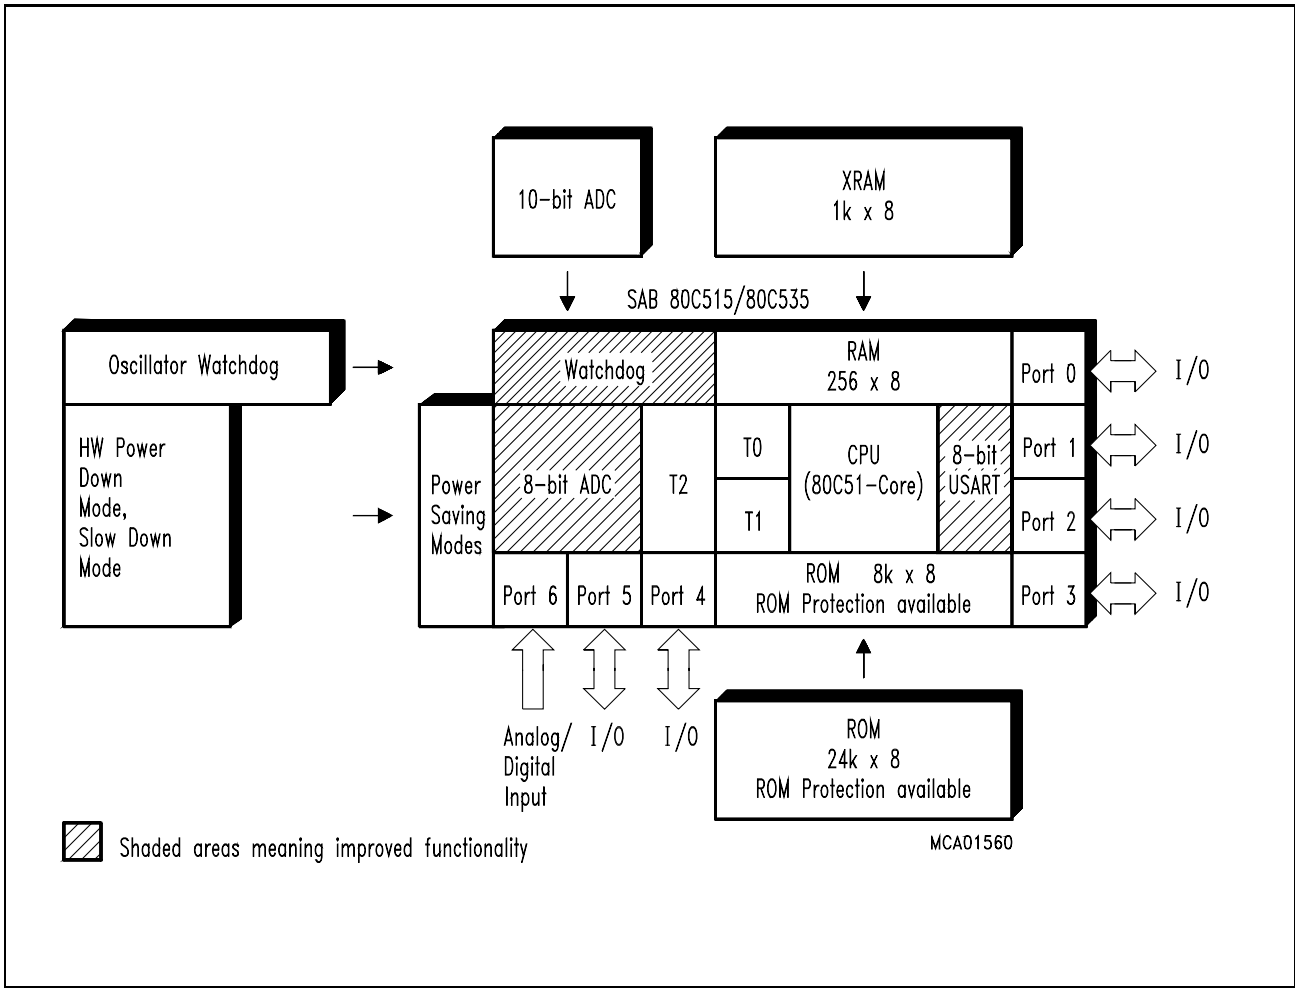 10-bit ADC
XRAM
1k x 8
SAB 80C515/80C535
Oscillator Watchdog
Watchdog
RAM
256 x 8
Port 0
I/O
HW Power
Down
Mode,
Slow Down
Mode
Power
Saving
Modes
8-bit ADC
T2
T0
T1
CPU
(80C51-Core)
8-bit
USART
Port 1
I/O
Port 2
I/O
Port 6
Port 5
Port 4
ROM 8k x 8
ROM Protection available
Port 3
I/O
Analog/
Digital
Input
I/O
I/O
ROM
24k x 8
ROM Protection available
MCA01560
Shaded areas meaning improved functionality